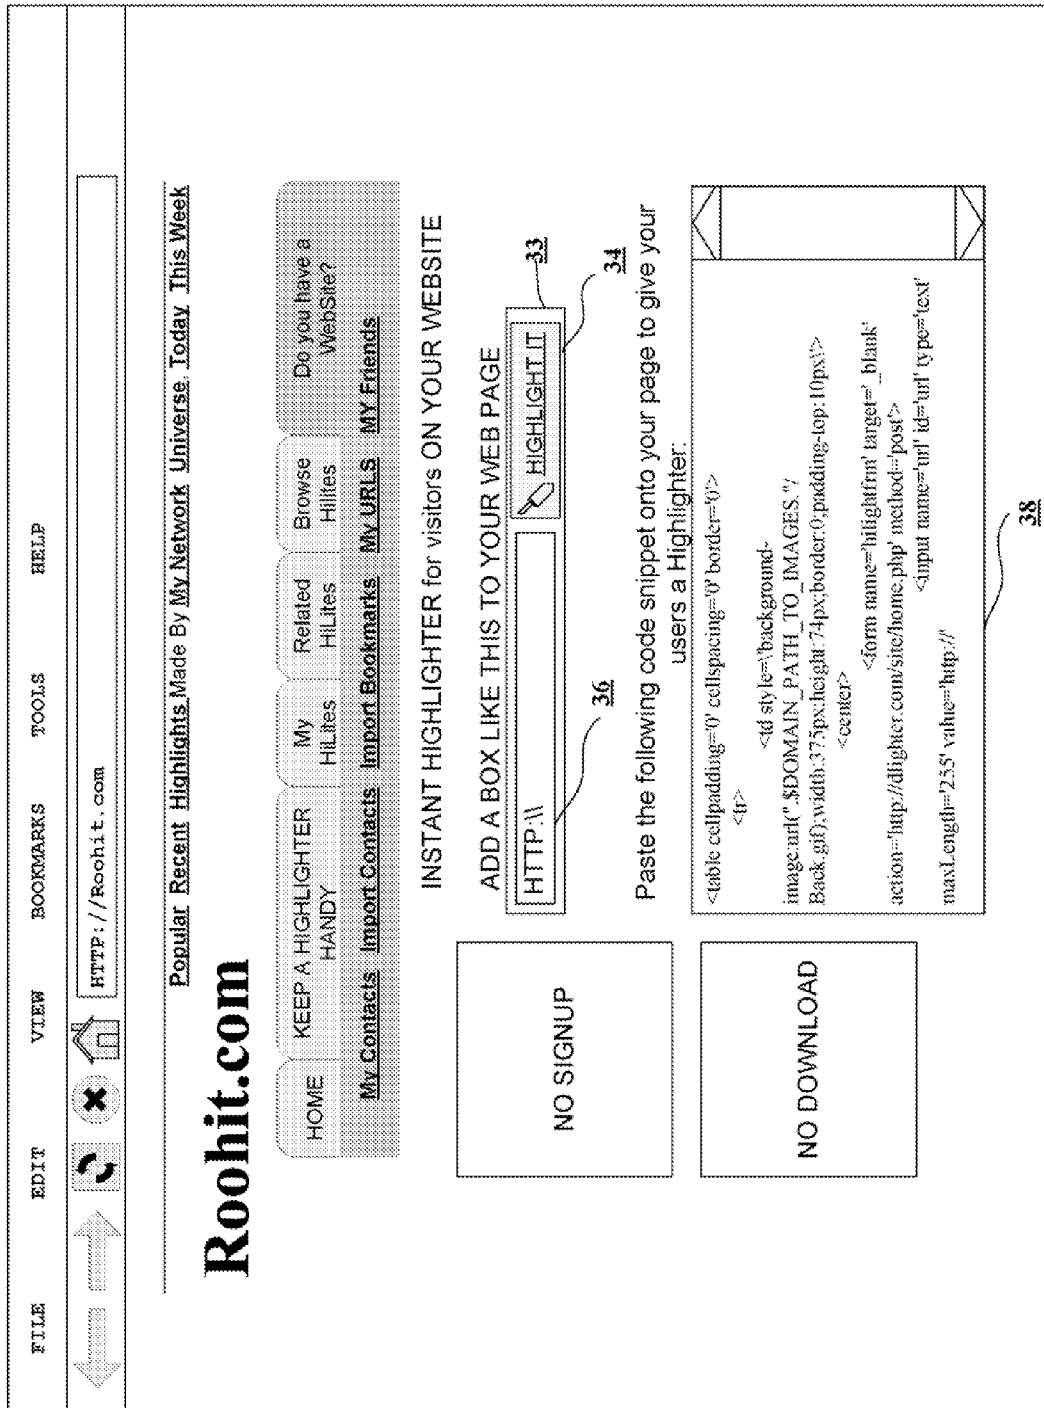 FILE EDIT VIEW BOOKMARKS TOOLS HELP
HTTP://Roohit.com
Popular Recent Highlights Made By My Network Universe Today This Week
Roohit.com
HOME
KEEP A HIGHLIGHTER
HANDY
My
HiLites
Related
HiLites
Browse
Hilites
Do you have a
WebSite?
My Contacts Import Contacts Import Bookmarks My URLS MY Friends
INSTANT HIGHLIGHTER for visitors ON YOUR WEBSITE
ADD A BOX LIKE THIS TO YOUR WEB PAGE
HTTP:\\
HIGHLIGHT IT
33
34
36
Paste the following code snippet onto your page to give your
users a Highlighter:
<table cellpadding='0' cellspacing='0' border='0'>
<tr>
<td style=\'background-
image:url(".$DOMAIN_PATH_TO_IMAGES."/
Back.gif);width:375px;height:74px;border:0;padding-top:10px\'>
<center>
<form name='hilightfrm' target='_blank'
action='http://dlighter.com/site/home.php' method='post'>
<input name='url' id='url' type='text'
maxLength='235' value='http://'
38
NO SIGNUP
NO DOWNLOAD